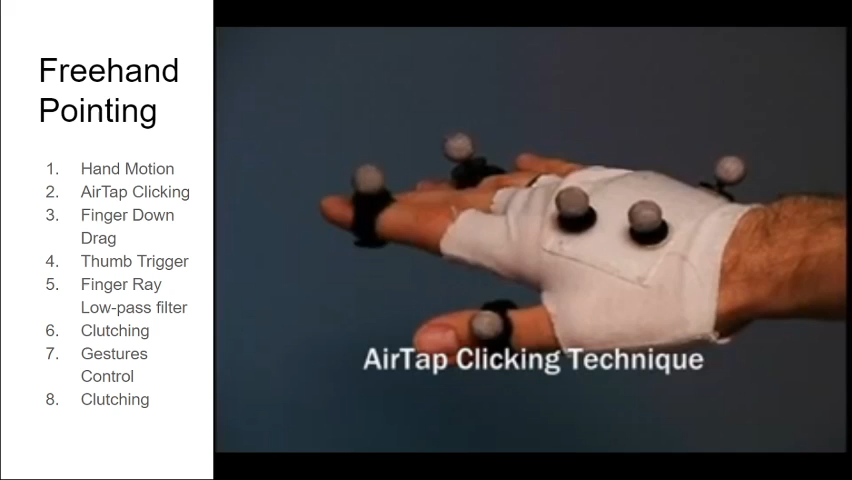 Freehand
Pointing
1. Hand Motion
2. AirTap Clicking
3. Finger Down
Drag
4. Thumb Trigger
5. Finger Ray
Low-pass filter
6. Clutching
7. Gestures
Control
8. Clutching
AirTap Clicking Technique